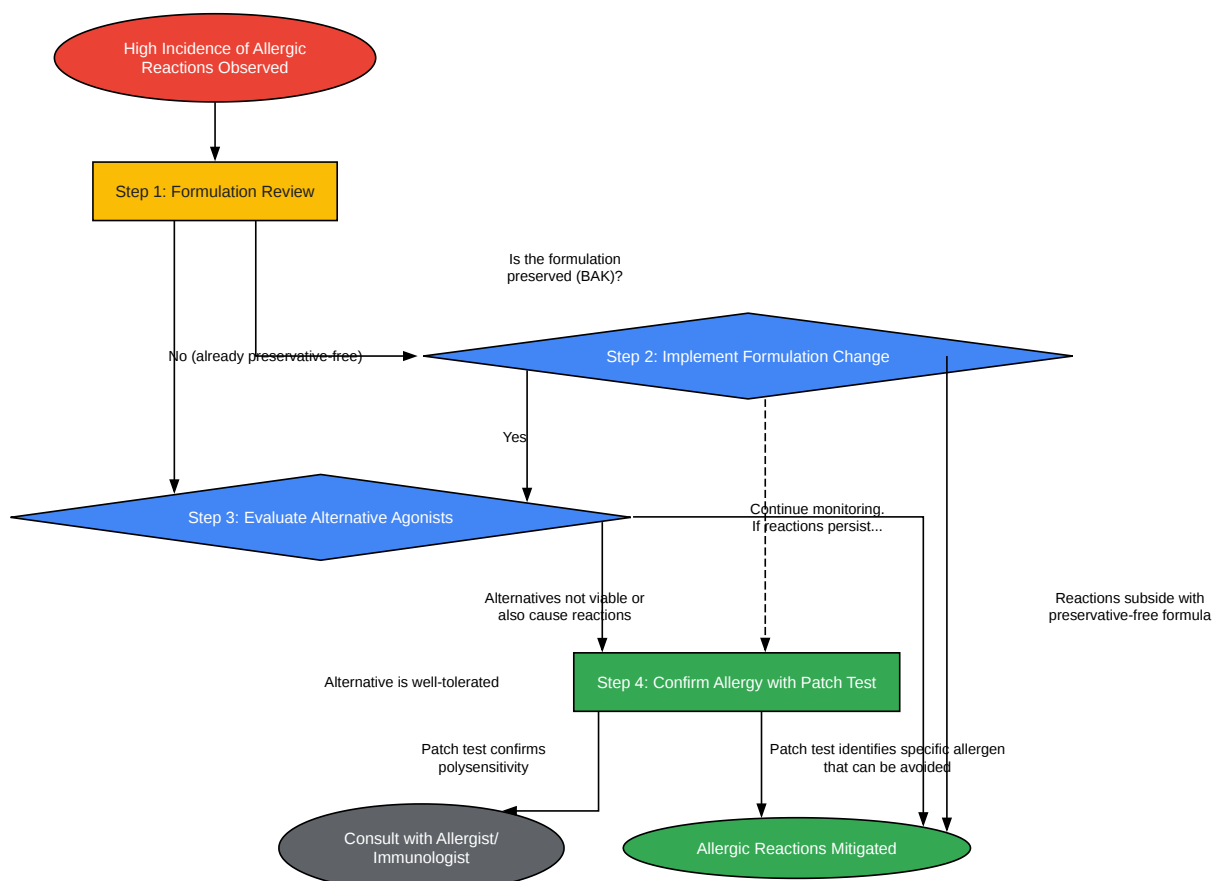 High Incidence of Allergic
Reactions Observed
Step 1: Formulation Review
Is the formulation
preserved (BAK)?
No (already preservative-free)
Step 2: Implement Formulation Change
Yes
Step 3: Evaluate Alternative Agonists
Continue monitoring.
If reactions persist...
Alternatives not viable or
also cause reactions
Reactions subside with
preservative-free formula
Alternative is well-tolerated
Step 4: Confirm Allergy with Patch Test
Patch test confirms
polysensitivity
Patch test identifies specific allergen
that can be avoided
Consult with Allergist/
Immunologist
Allergic Reactions Mitigated